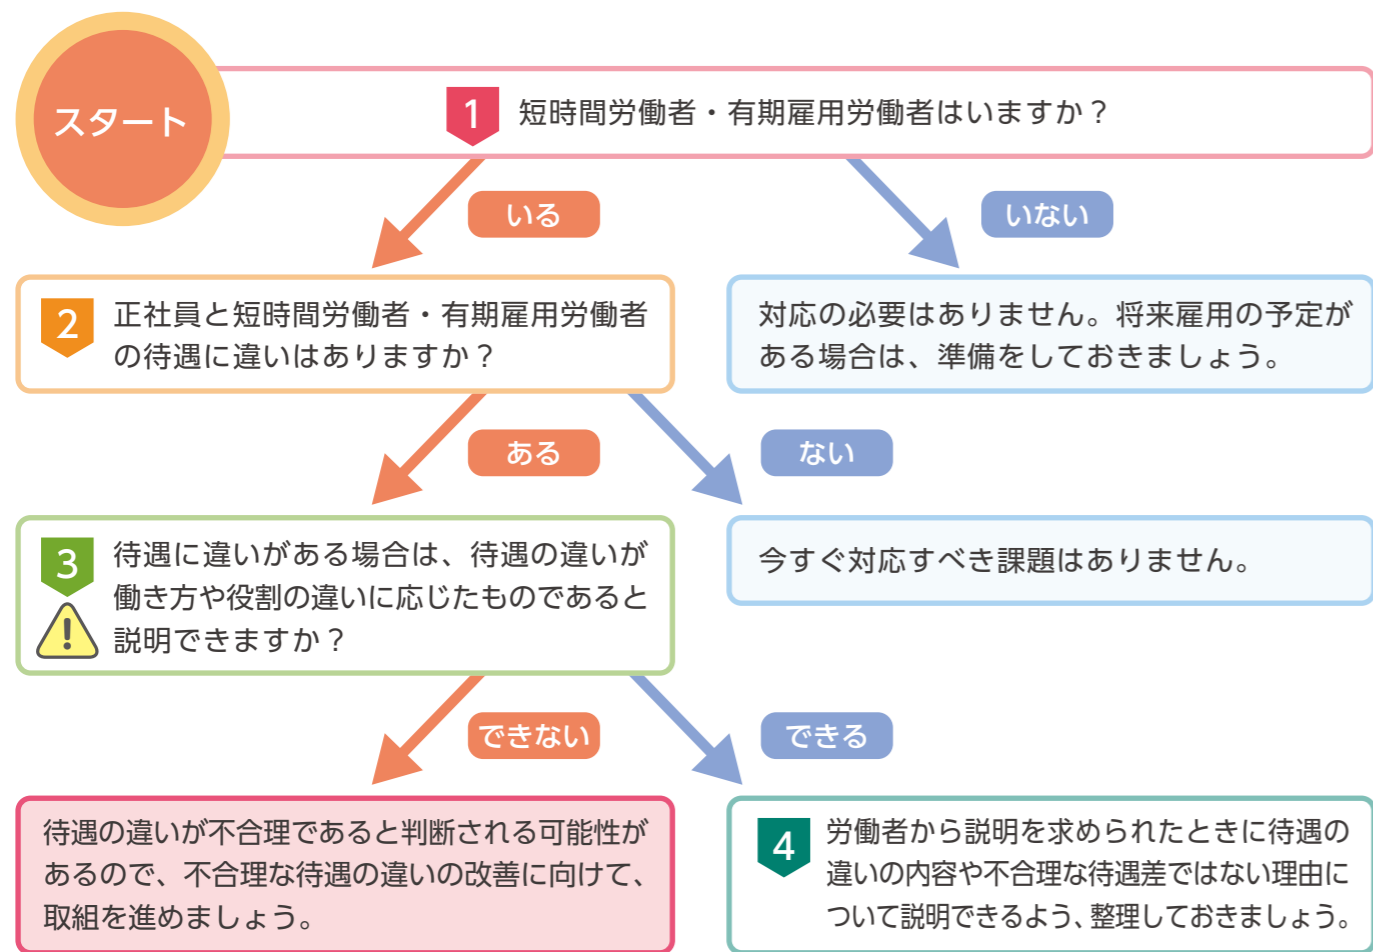 スタート
1 短時間労働者・有期雇用労働者はいますか？
いる
いない
2 正社員と短時間労働者・有期雇用労働者
の待遇に違いはありますか？
対応の必要はありません。将来雇用の予定が
ある場合は、準備をしておきましょう。
ある
ない
3 待遇に違いがある場合は、待遇の違いが
働き方や役割の違いに応じたものであると
! 説明できますか？
今すぐ対応すべき課題はありません。
できない
できる
待遇の違いが不合理であると判断される可能性が
あるので、不合理な待遇の違いの改善に向けて、
取組を進めましょう。
4 労働者から説明を求められたときに待遇の
違いの内容や不合理な待遇差ではない理由に
ついて説明できるよう、整理しておきましょう。